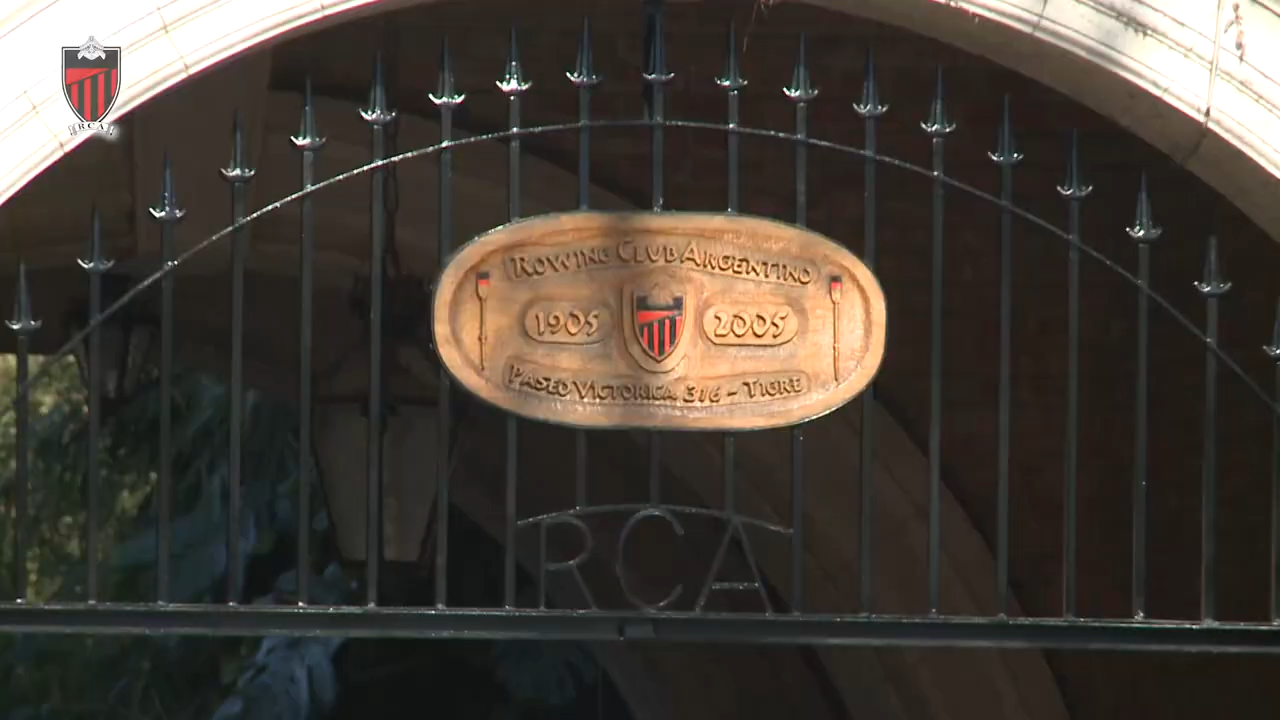 RCA
ROWING CLUB ARGENTINO
1905 2005
PASEO VICTORICA 316 - TIGRE
RCA